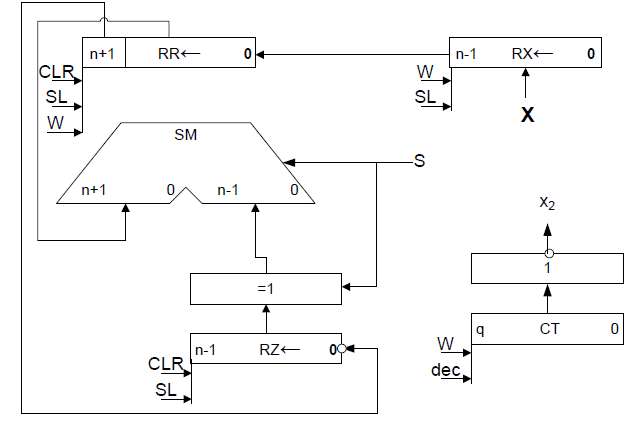 n+1 RR← 0
n-1 RX← 0
CLR
SL
W
W
SL
X
SM
S
n+1 0 n-1 0
x2
1
=1
q CT 0
W
dec
n-1 RZ← 0
CLR
SL